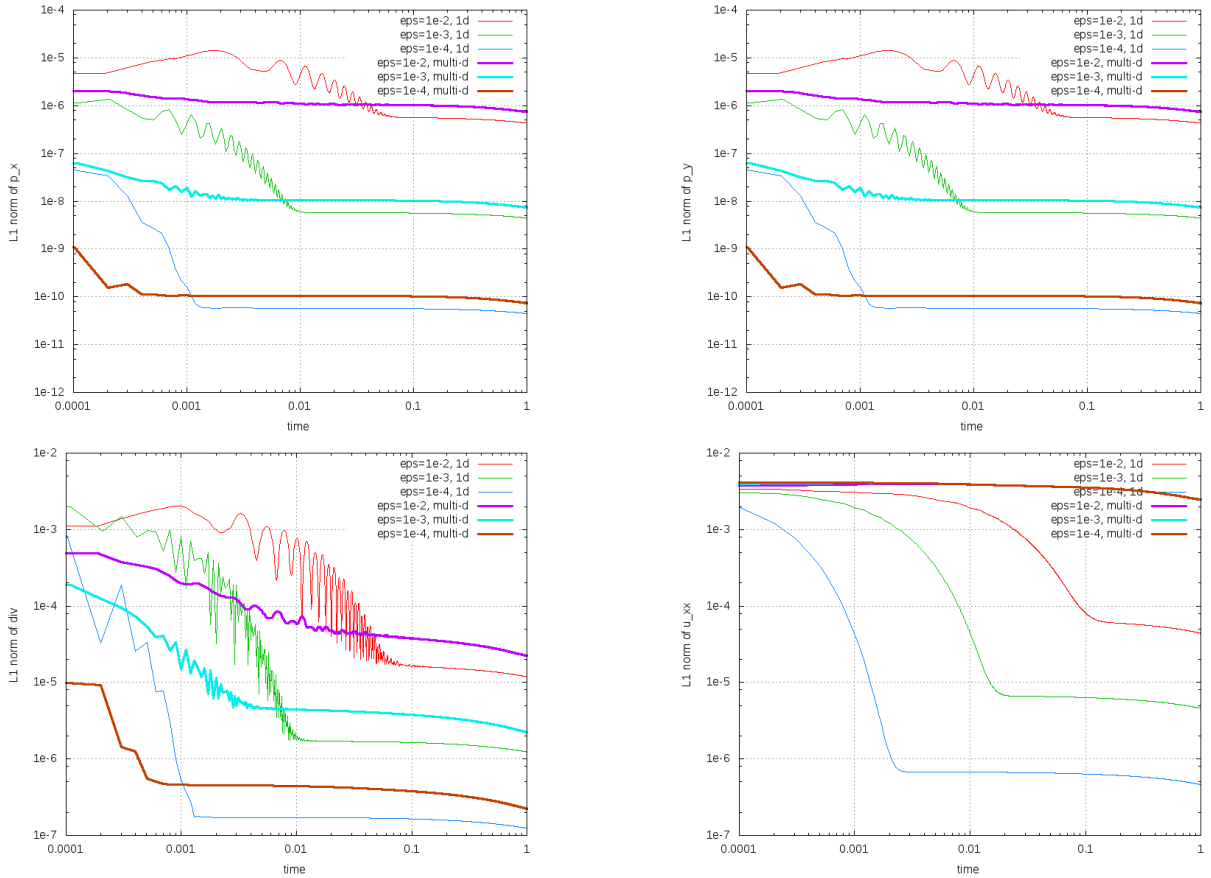 1e-4
1e-5
1e-6
1e-7
1e-8
1e-9
1e-10
1e-11
1e-12
L1 norm of p_x
eps=1e-2, 1d
eps=1e-3, 1d
eps=1e-4, 1d
eps=1e-2, multi-d
eps=1e-3, multi-d
eps=1e-4, multi-d
0.0001
0.001
0.01
0.1
1
time
1e-4
1e-5
1e-6
1e-7
1e-8
1e-9
1e-10
1e-11
1e-12
L1 norm of p_y
eps=1e-2, 1d
eps=1e-3, 1d
eps=1e-4, 1d
eps=1e-2, multi-d
eps=1e-3, multi-d
eps=1e-4, multi-d
0.0001
0.001
0.01
0.1
1
time
1e-2
1e-3
1e-4
1e-5
1e-6
1e-7
L1 norm of div
eps=1e-2, 1d
eps=1e-3, 1d
eps=1e-4, 1d
eps=1e-2, multi-d
eps=1e-3, multi-d
eps=1e-4, multi-d
0.0001
0.001
0.01
0.1
1
time
1e-2
1e-3
1e-4
1e-5
1e-6
1e-7
L1 norm of u_xx
eps=1e-2, 1d
eps=1e-3, 1d
eps=1e-4, 1d
eps=1e-2, multi-d
eps=1e-3, multi-d
eps=1e-4, multi-d
0.0001
0.001
0.01
0.1
1
time